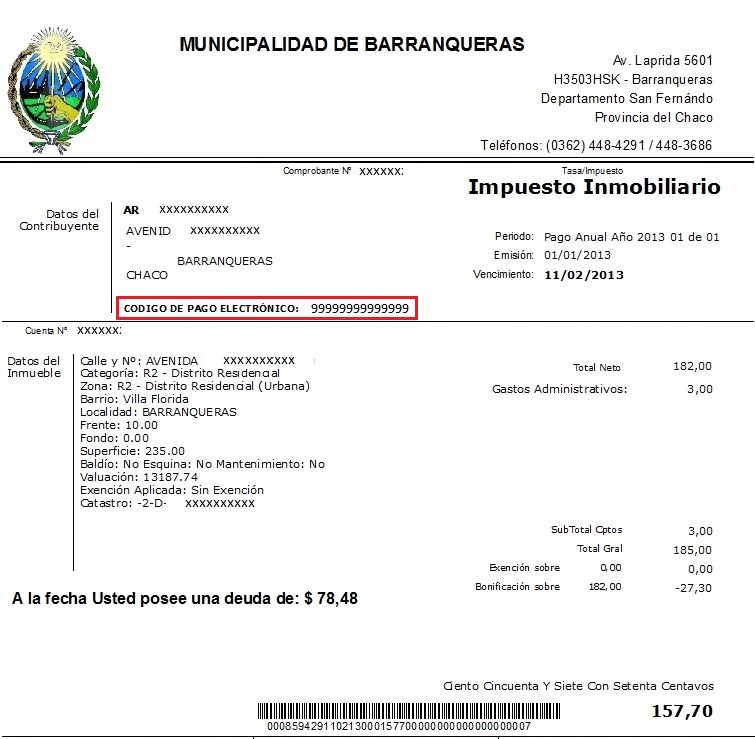 MUNICIPALIDAD DE BARRANQUERAS
Av. Laprida 5601
H3503HSK - Barranqueras
Departamento San Fernándo
Provincia del Chaco
Teléfonos: (0362) 448-4291 / 448-3686
Comprobante Nº XXXXXX:
Tasa/Impuesto
Impuesto Inmobiliario
Datos del Contribuyente
AR XXXXXXXXXX
AVENID XXXXXXXXXX
-
BARRANQUERAS
CHACO
Periodo: Pago Anual Año 2013 01 de 01
Emisión: 01/01/2013
Vencimiento: 11/02/2013
CODIGO DE PAGO ELECTRÓNICO: 99999999999999
Cuenta Nº XXXXXX:
Datos del Inmueble
Calle y Nº: AVENIDA XXXXXXXXXX
Categoría: R2 - Distrito Residencial
Zona: R2 - Distrito Residencial (Urbana)
Barrio: Villa Florida
Localidad: BARRANQUERAS
Frente: 10.00
Fondo: 0.00
Superficie: 235.00
Baldío: No Esquina: No Mantenimiento: No
Valuación: 13187.74
Exención Aplicada: Sin Exención
Catastro: -2-D- XXXXXXXXXX
Total Neto 182,00
Gastos Administrativos: 3,00
SubTotal Cptos 3,00
Total Gral 185,00
Exención sobre 0,00 0,00
Bonificación sobre 182,00 -27,30
A la fecha Usted posee una deuda de: $ 78,48
Ciento Cincuenta Y Siete Con Setenta Centavos
157,70